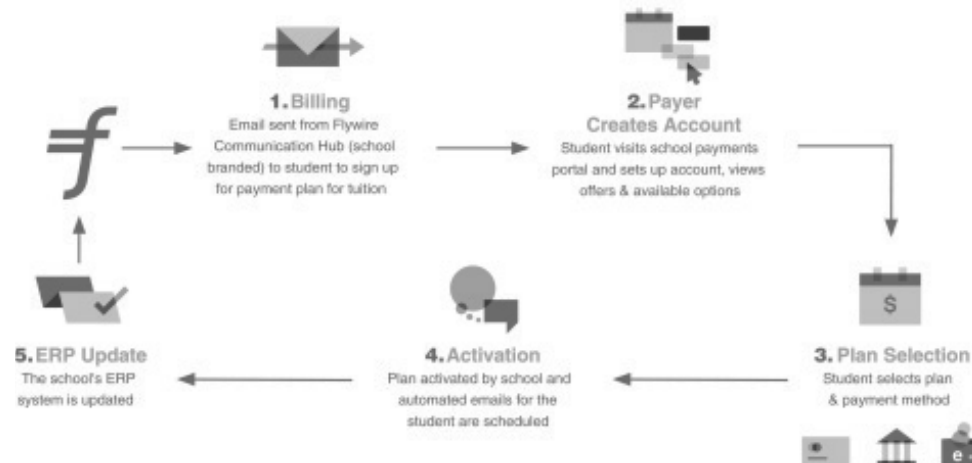 1. Billing
Email sent from Flywire
Communication Hub (school
branded) to student to sign up
for payment plan for tuition
2. Payer
Creates Account
Student visits school payments
portal and sets up account, views
offers & available options
$
3. Plan Selection
Student selects plan
& payment method
e
4. Activation
Plan activated by school and
automated emails for the
student are scheduled
5. ERP Update
The school's ERP
system is updated